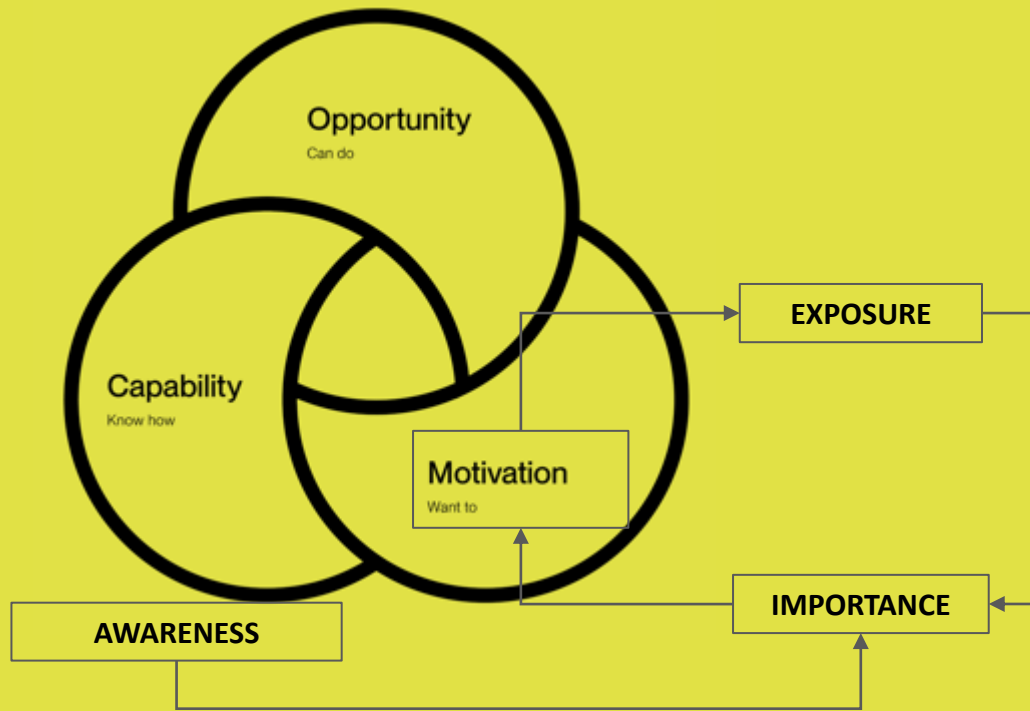 Opportunity
Can do
EXPOSURE
Capability
Know how
Motivation
Want to
IMPORTANCE
AWARENESS